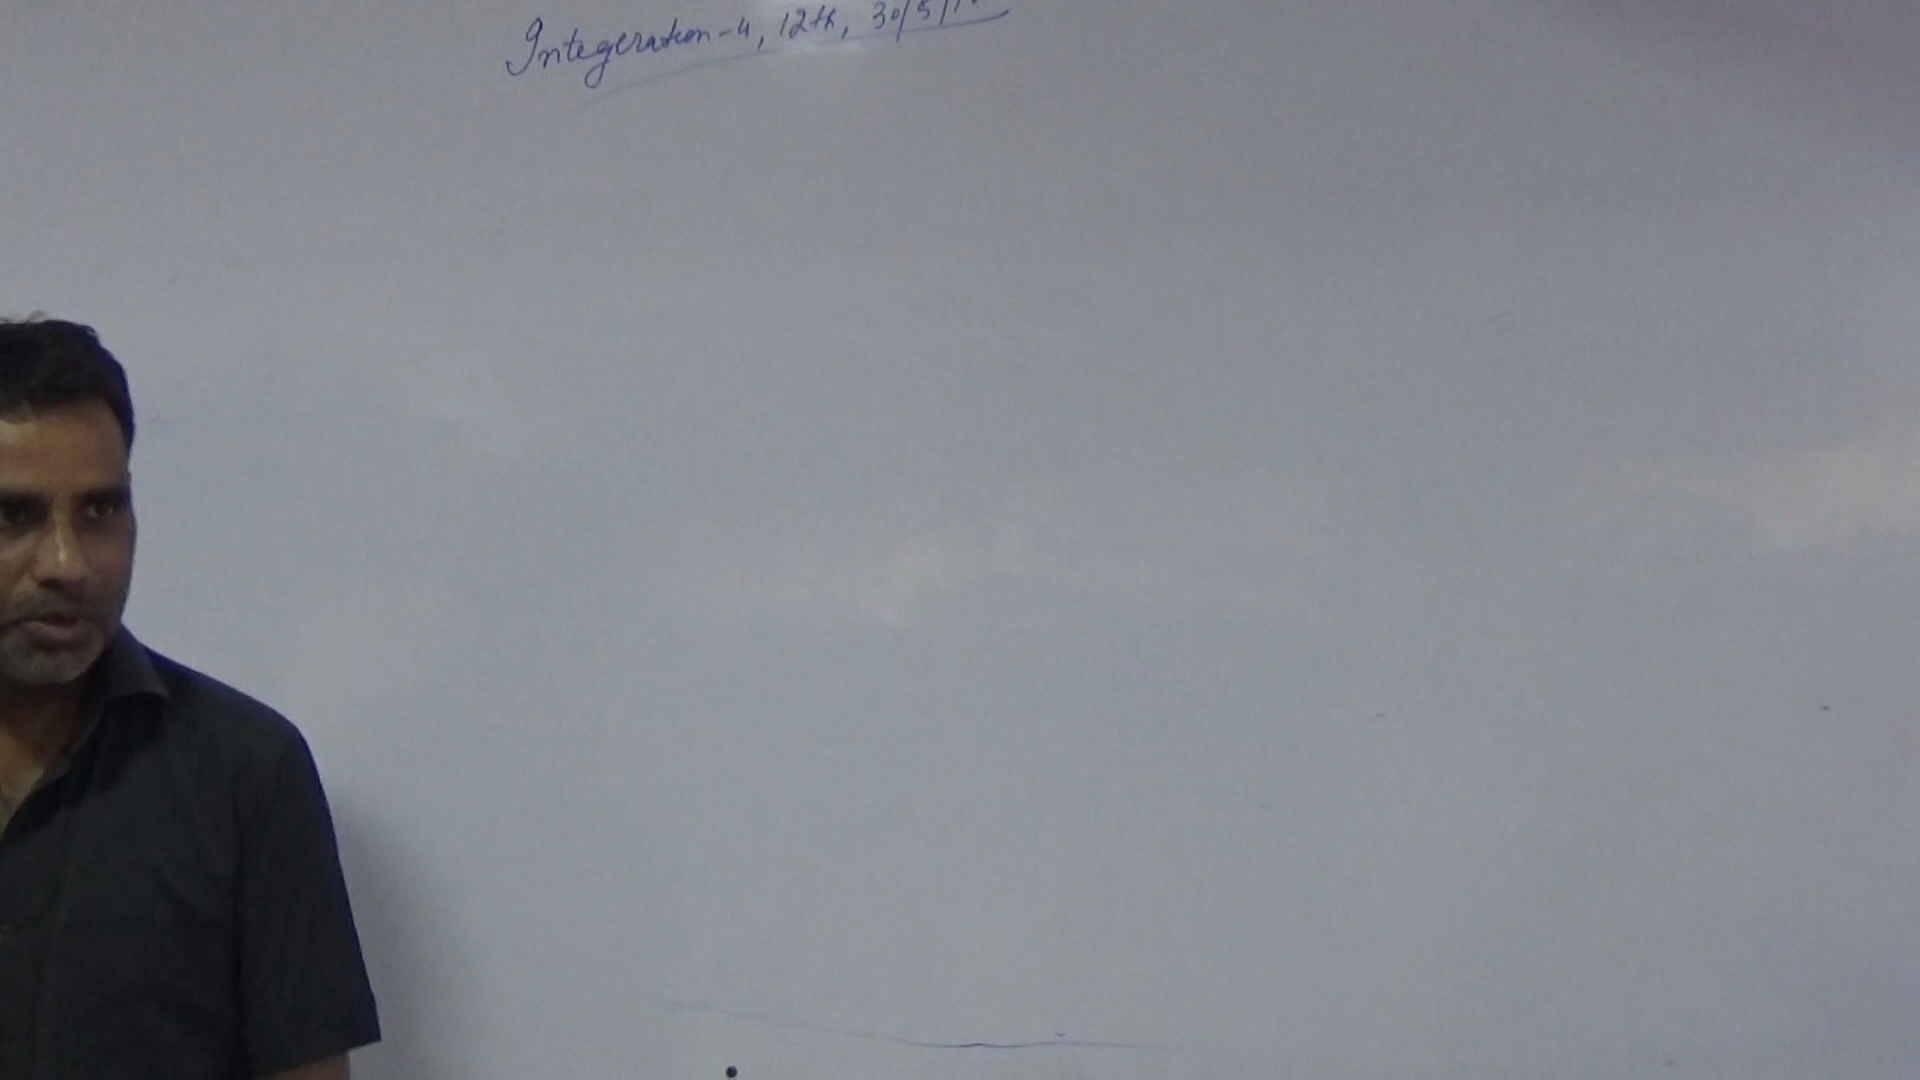 Integeration-4, 12th, 30/5/